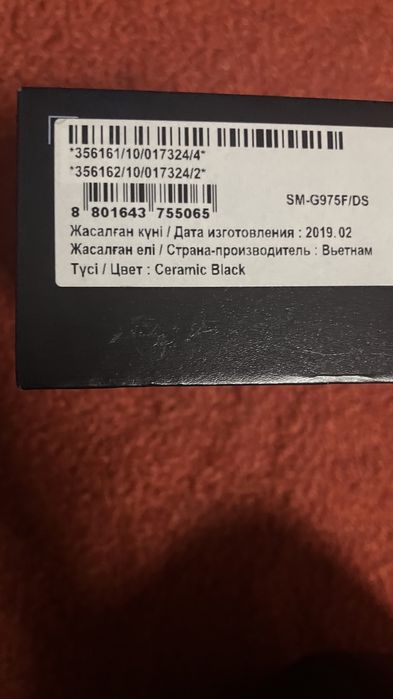 *356161/10/017324/4*
*356162/10/017324/2*
SM-G975F/DS
8 801643 755065
Жасалған күні / Дата изготовления : 2019. 02
Жасалған елі / Страна-производитель : Вьетнам
Түсі / Цвет : Ceramic Black